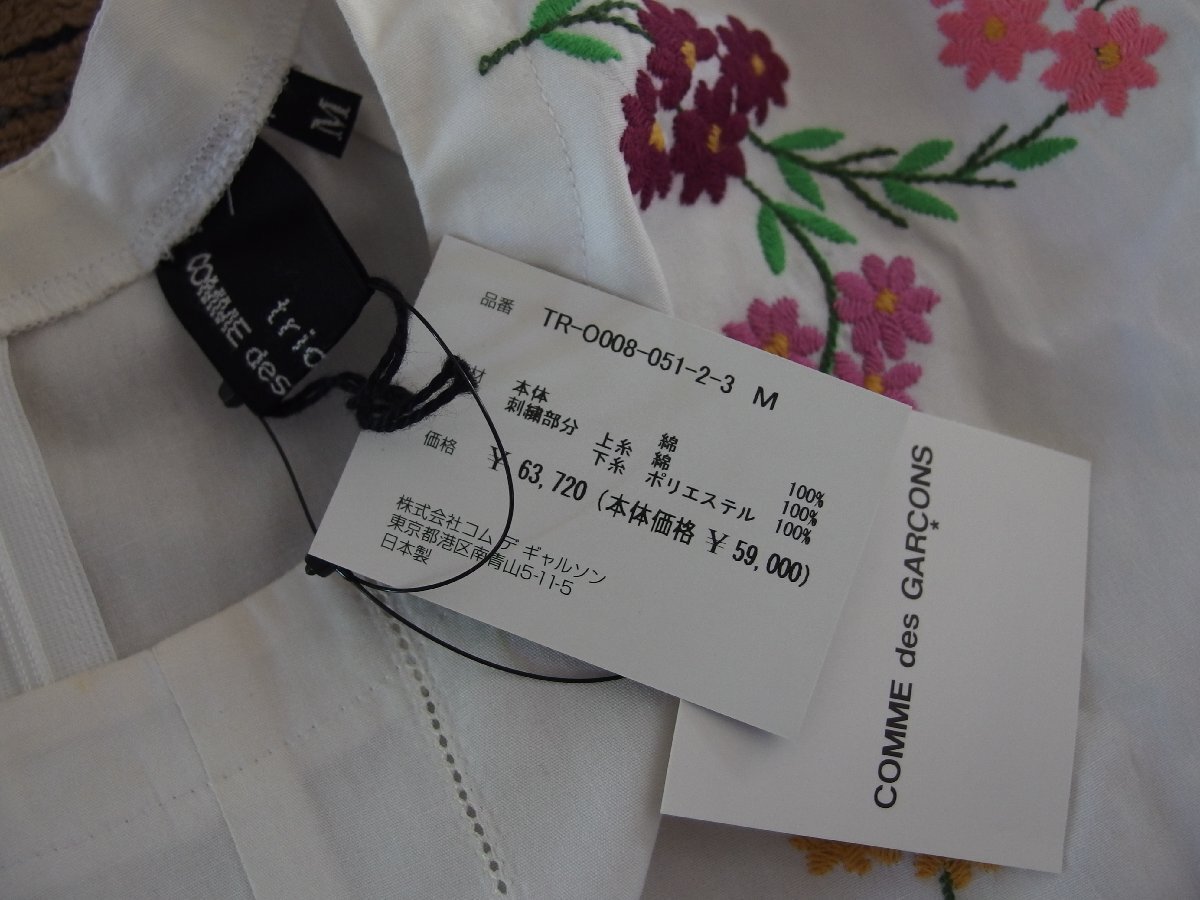 M
tric
COMME des
品番 TR-O008-051-2-3 M
材 本体 綿 100%
刺繍部分 上糸 綿 100%
下糸 ポリエステル 100%
価格 ¥ 63,720 (本体価格 ¥ 59,000)
株式会社コム デ ギャルソン
東京都港区南青山5-11-5
日本製
COMME des GARÇONS